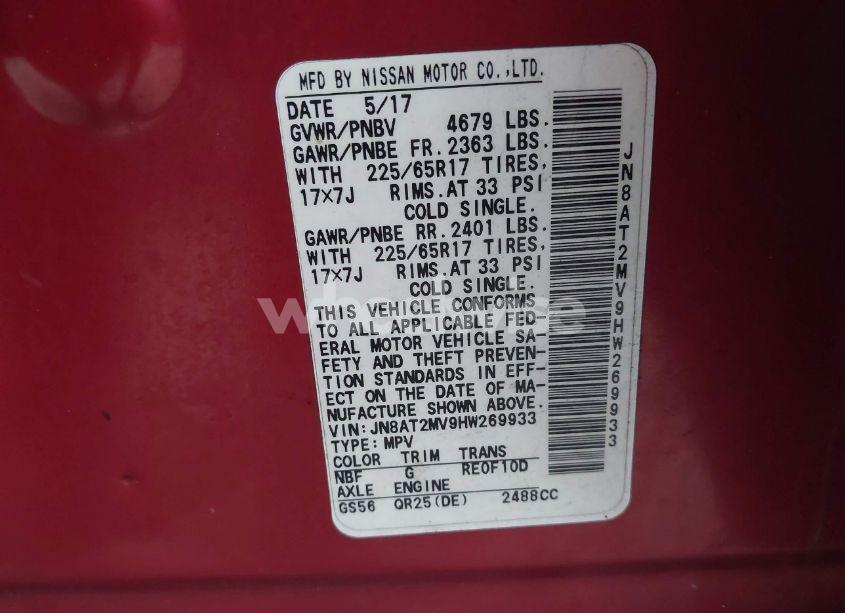 MFD BY NISSAN MOTOR CO.,LTD.
DATE 5/17
GVWR/PNBV 4679 LBS.
GAWR/PNBE FR.2363 LBS.
WITH 225/65R17 TIRES,
17×7J RIMS.AT 33 PSI
COLD SINGLE.
GAWR/PNBE RR.2401 LBS.
WITH 225/65R17 TIRES,
17×7J RIMS.AT 33 PSI
COLD SINGLE.
THIS VEHICLE CONFORMS
TO ALL APPLICABLE FED-
ERAL MOTOR VEHICLE SA-
FETY AND THEFT PREVEN-
TION STANDARDS IN EFF-
ECT ON THE DATE OF MA-
NUFACTURE SHOWN ABOVE.
VIN:JN8AT2MV9HW269933
TYPE:MPV
COLOR TRIM TRANS
NBF G RE0F10D
AXLE ENGINE
GS56 QR25(DE) 2488CC
JN8AT2MV9HW269933